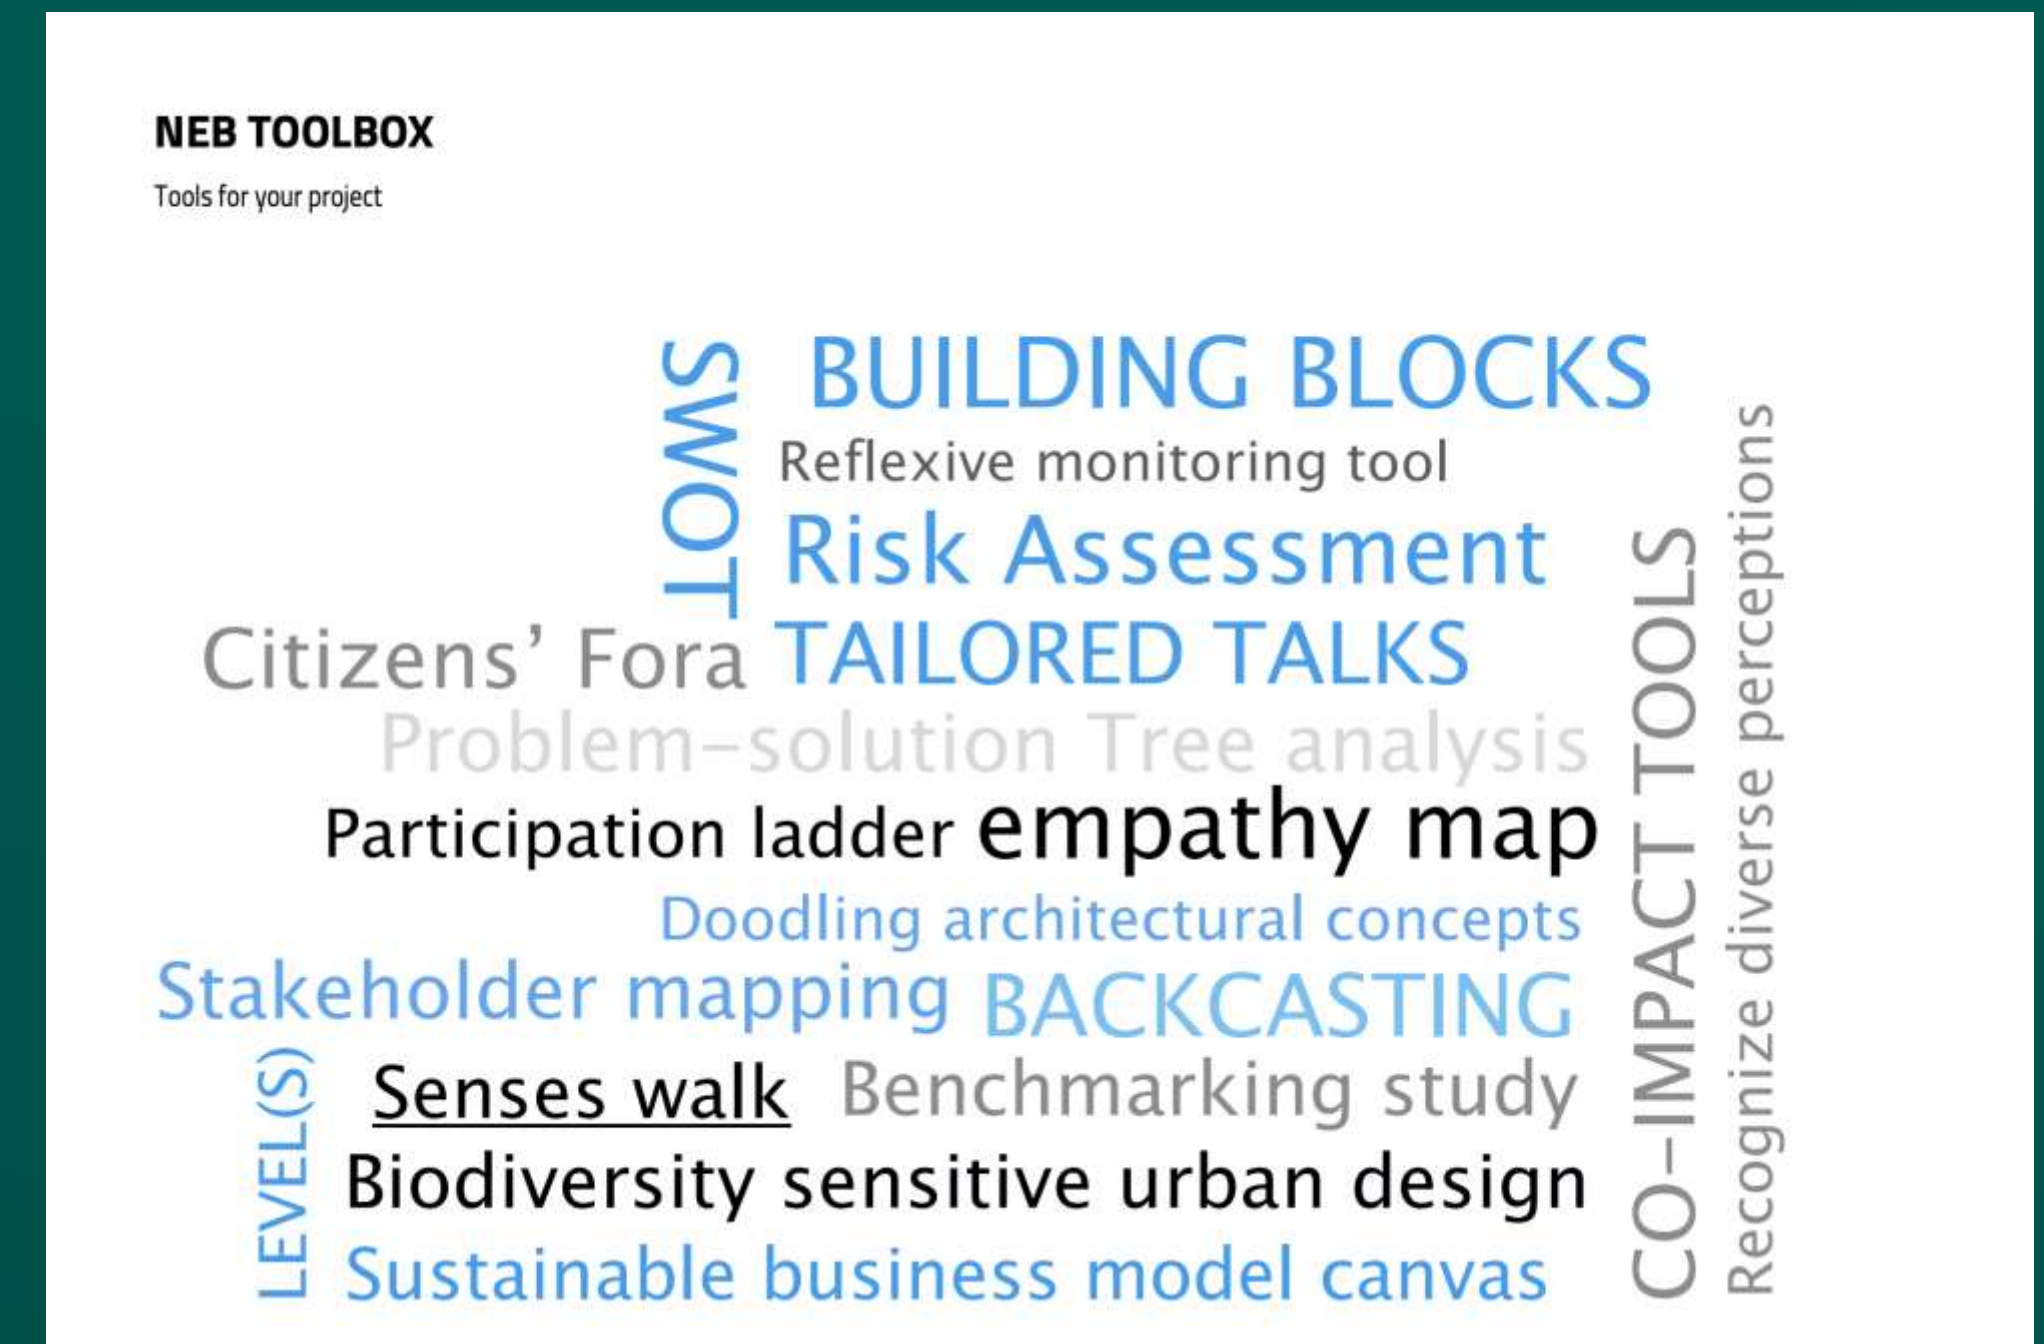 NEB TOOLBOX
Tools for your project
SWOT
BUILDING BLOCKS
Reflexive monitoring tool
Risk Assessment
Citizens’ Fora
TAILORED TALKS
Problem-solution Tree analysis
Participation ladder
empathy map
Doodling architectural concepts
Stakeholder mapping
BACKCASTING
LEVEL(S)
Senses walk
Benchmarking study
Biodiversity sensitive urban design
Sustainable business model canvas
CO-IMPACT TOOLS
Recognize diverse perceptions